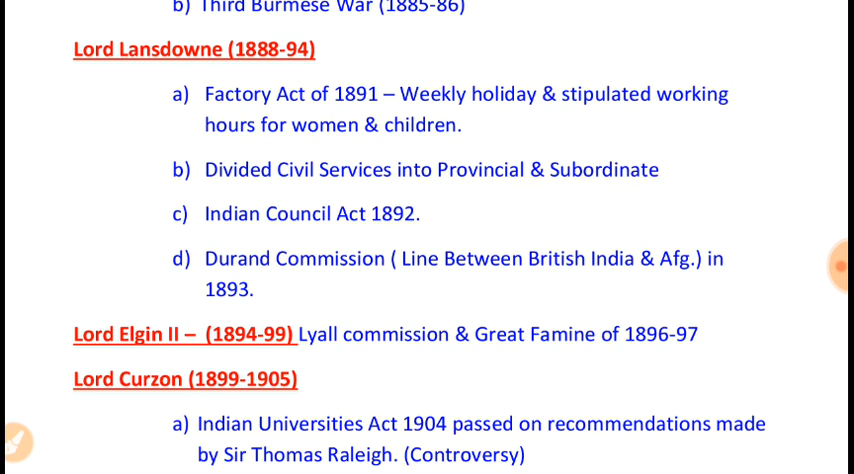 b) Third Burmese War (1885-86)
Lord Lansdowne (1888-94)
a) Factory Act of 1891 – Weekly holiday & stipulated working
hours for women & children.
b) Divided Civil Services into Provincial & Subordinate
c) Indian Council Act 1892.
d) Durand Commission ( Line Between British India & Afg.) in
1893.
Lord Elgin II – (1894-99) Lyall commission & Great Famine of 1896-97
Lord Curzon (1899-1905)
a) Indian Universities Act 1904 passed on recommendations made
by Sir Thomas Raleigh. (Controversy)